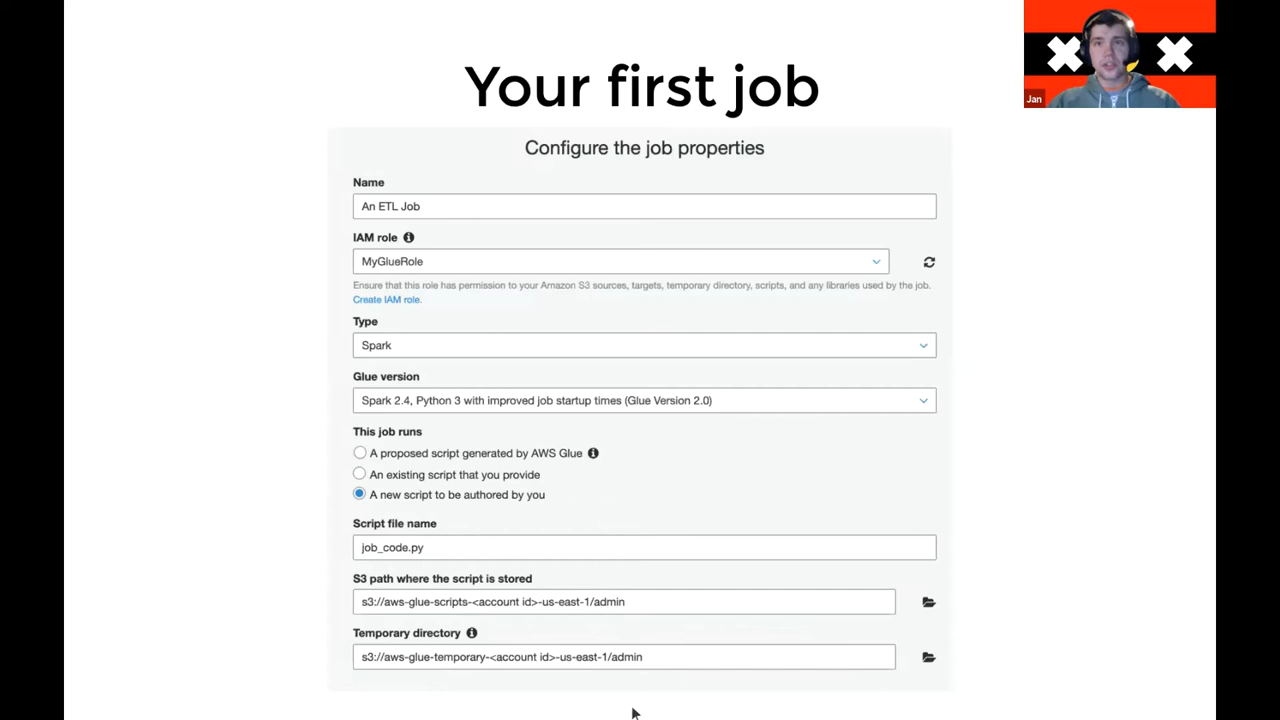 Your first job
Jan
Configure the job properties
Name
An ETL Job
IAM role
MyGlueRole
Ensure that this role has permission to your Amazon S3 sources, targets, temporary directory, scripts, and any libraries used by the job.
Create IAM role.
Type
Spark
Glue version
Spark 2.4, Python 3 with improved job startup times (Glue Version 2.0)
This job runs
A proposed script generated by AWS Glue
An existing script that you provide
A new script to be authored by you
Script file name
job_code.py
S3 path where the script is stored
s3://aws-glue-scripts-<account id>-us-east-1/admin
Temporary directory
s3://aws-glue-temporary-<account id>-us-east-1/admin